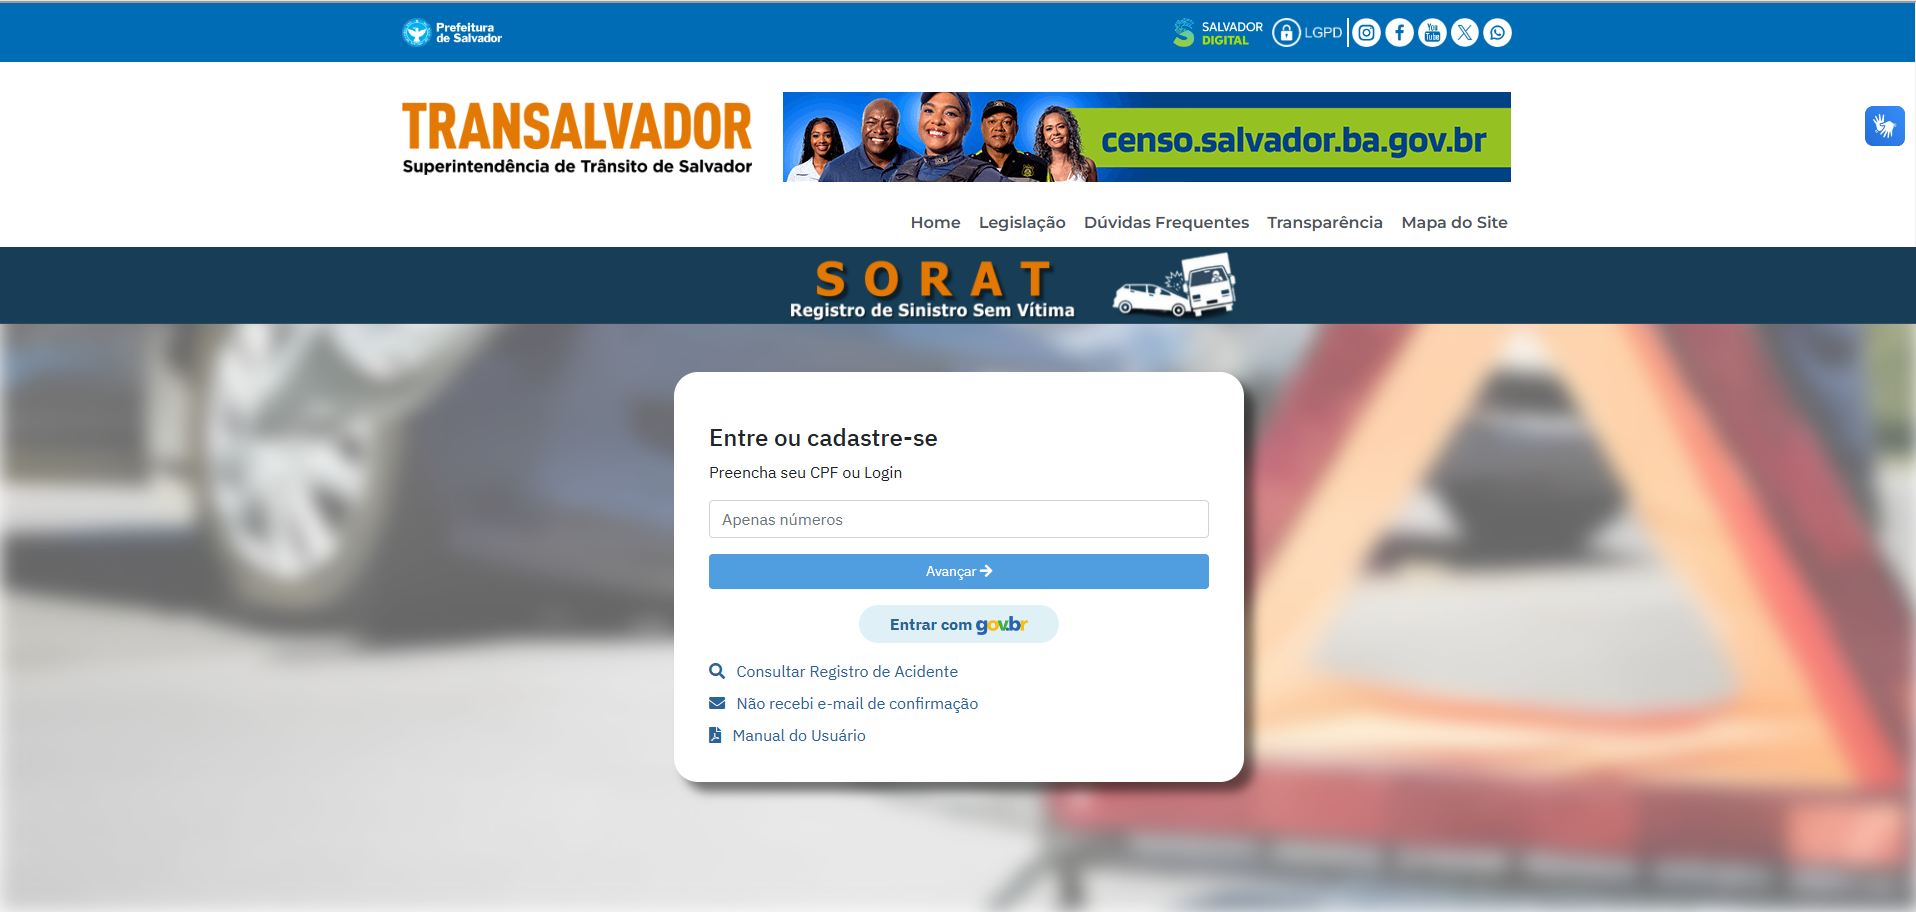 Prefeitura
de Salvador
SALVADOR
DIGITAL
LGPD
You
Tube
TRANSALVADOR
Superintendência de Trânsito de Salvador
censo.salvador.ba.gov.br
Home Legislação Dúvidas Frequentes Transparência Mapa do Site
SORAT
Registro de Sinistro Sem Vítima
Entre ou cadastre-se
Preencha seu CPF ou Login
Apenas números
Avançar
Entrar com gov.br
Consultar Registro de Acidente
Não recebi e-mail de confirmação
Manual do Usuário